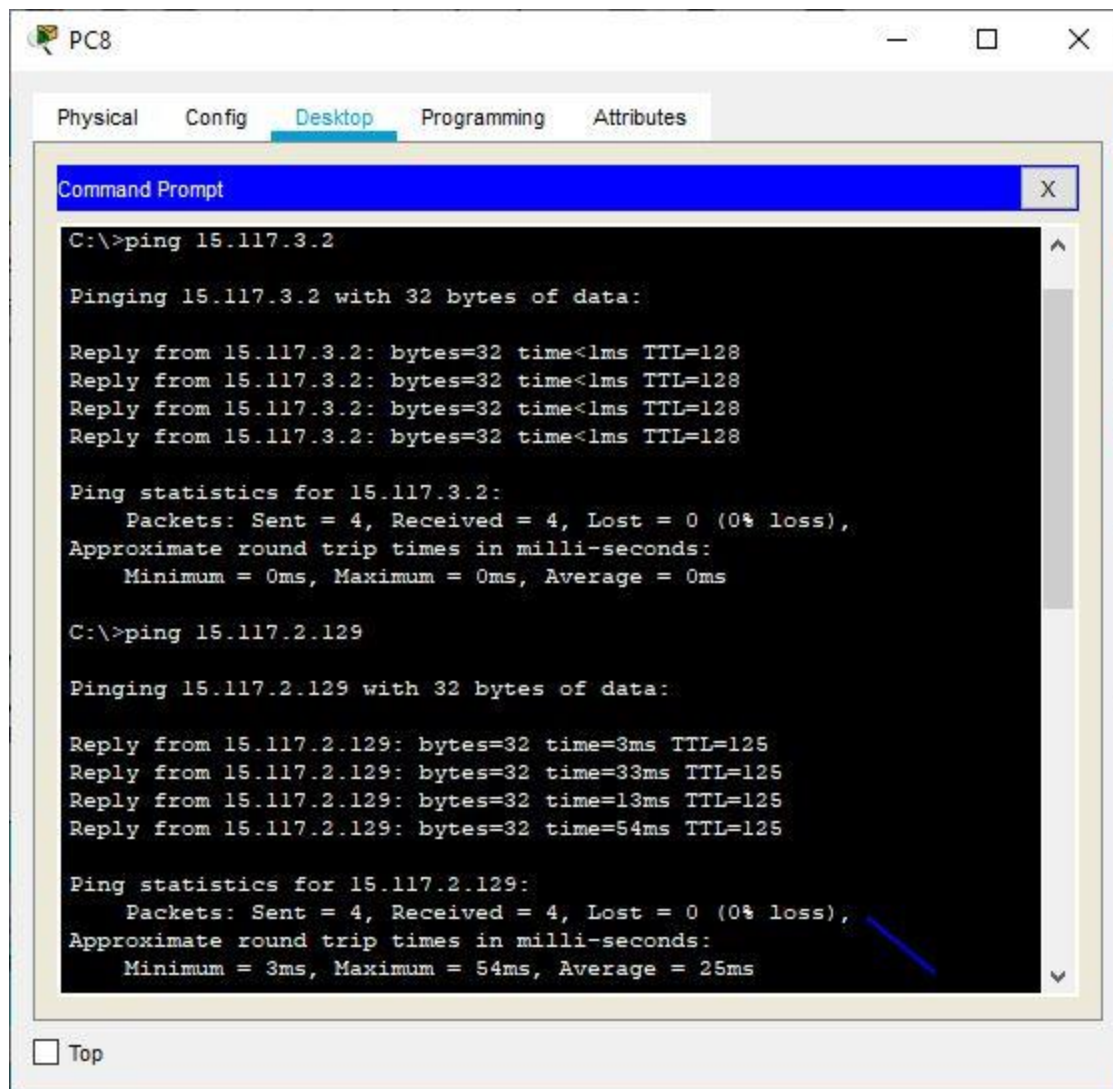 PC8
Physical Config Desktop Programming Attributes
Command Prompt X
C:\>ping 15.117.3.2
Pinging 15.117.3.2 with 32 bytes of data:
Reply from 15.117.3.2: bytes=32 time<1ms TTL=128
Reply from 15.117.3.2: bytes=32 time<1ms TTL=128
Reply from 15.117.3.2: bytes=32 time<1ms TTL=128
Reply from 15.117.3.2: bytes=32 time<1ms TTL=128
Ping statistics for 15.117.3.2:
Packets: Sent = 4, Received = 4, Lost = 0 (0% loss),
Approximate round trip times in milli-seconds:
Minimum = 0ms, Maximum = 0ms, Average = 0ms
C:\>ping 15.117.2.129
Pinging 15.117.2.129 with 32 bytes of data:
Reply from 15.117.2.129: bytes=32 time=3ms TTL=125
Reply from 15.117.2.129: bytes=32 time=33ms TTL=125
Reply from 15.117.2.129: bytes=32 time=13ms TTL=125
Reply from 15.117.2.129: bytes=32 time=54ms TTL=125
Ping statistics for 15.117.2.129:
Packets: Sent = 4, Received = 4, Lost = 0 (0% loss),
Approximate round trip times in milli-seconds:
Minimum = 3ms, Maximum = 54ms, Average = 25ms
Top